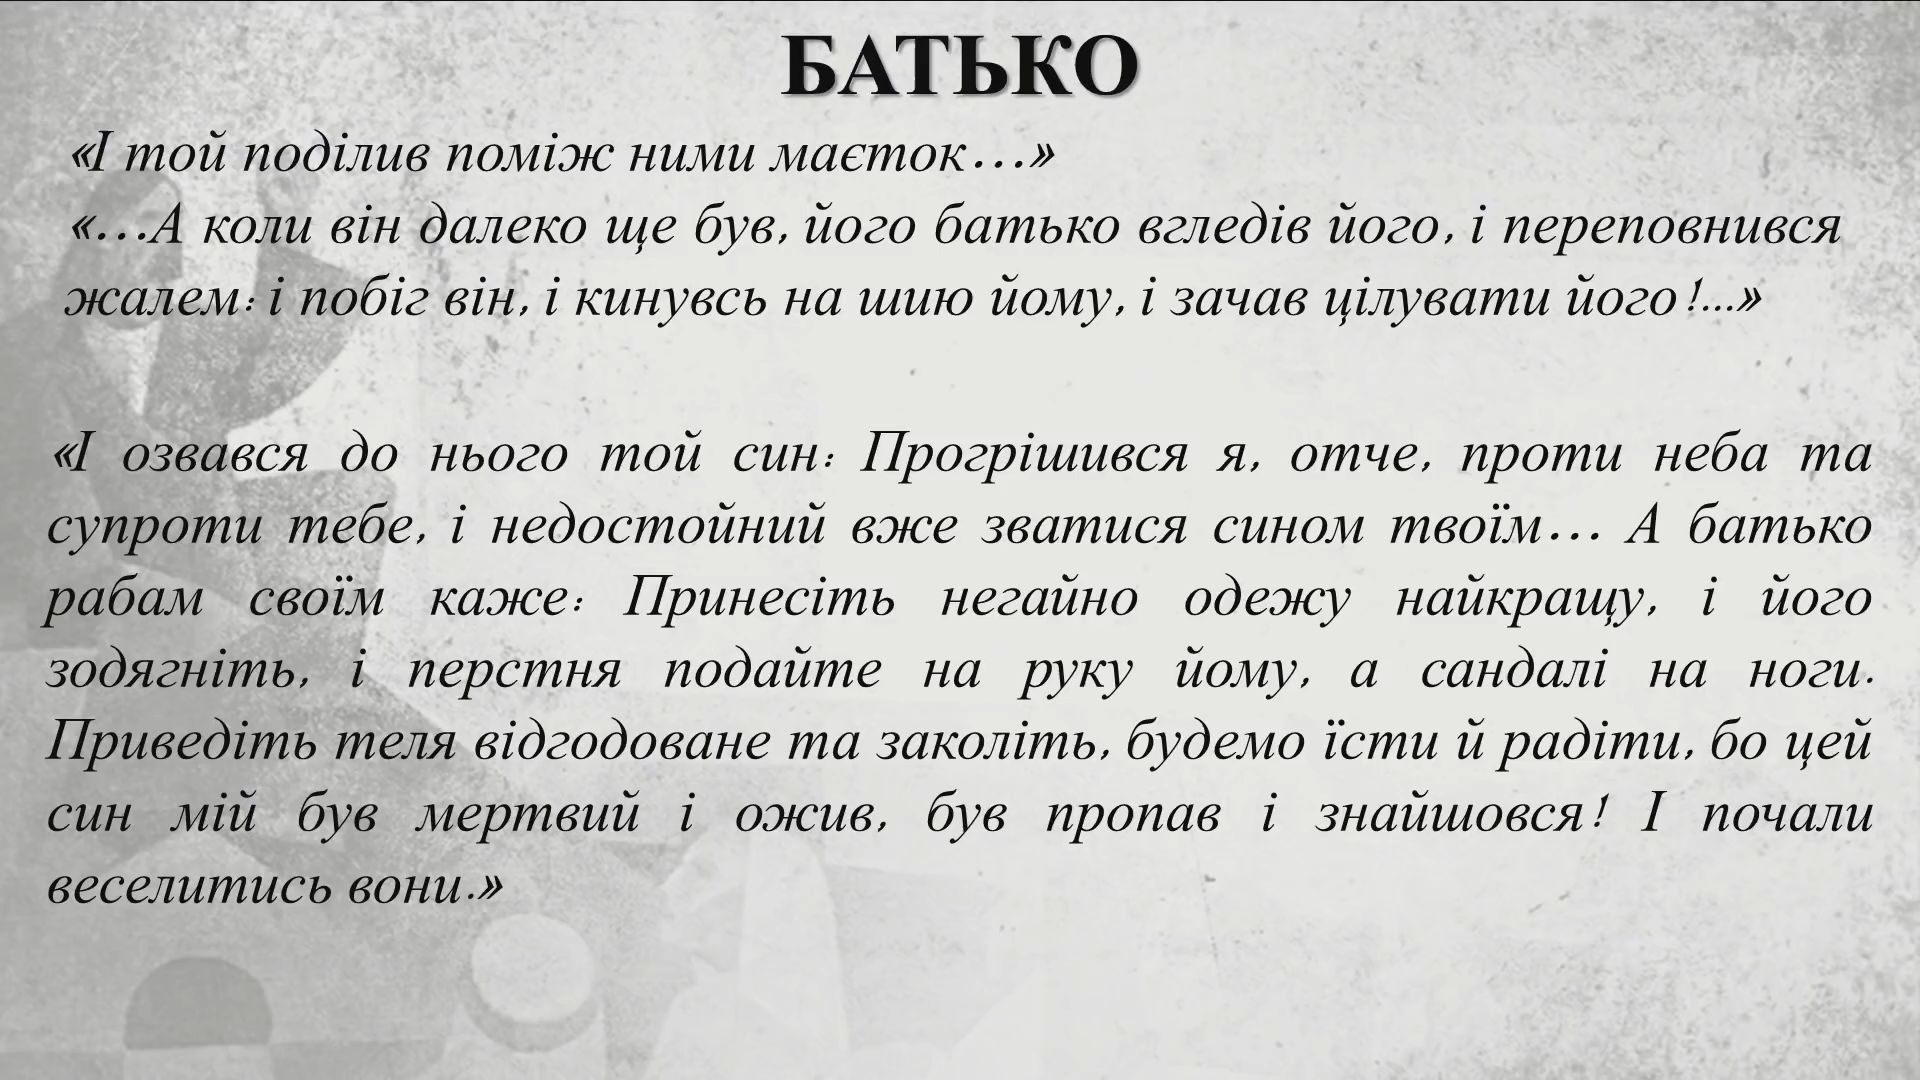 БАТЬКО
«І той поділив поміж ними маєток…»
«…А коли він далеко ще був, його батько вгледів його, і переповнився
жалем: і побіг він, і кинувсь на шию йому, і зачав цілувати його!...»
«І озвався до нього той син: Прогрішився я, отче, проти неба та
супроти тебе, і недостойний вже зватися сином твоїм… А батько
рабам своїм каже: Принесіть негайно одежу найкращу, і його
зодягніть, і перстня подайте на руку йому, а сандалі на ноги.
Приведіть теля відгодоване та заколіть, будемо їсти й радіти, бо цей
син мій був мертвий і ожив, був пропав і знайшовся! І почали
веселитись вони.»